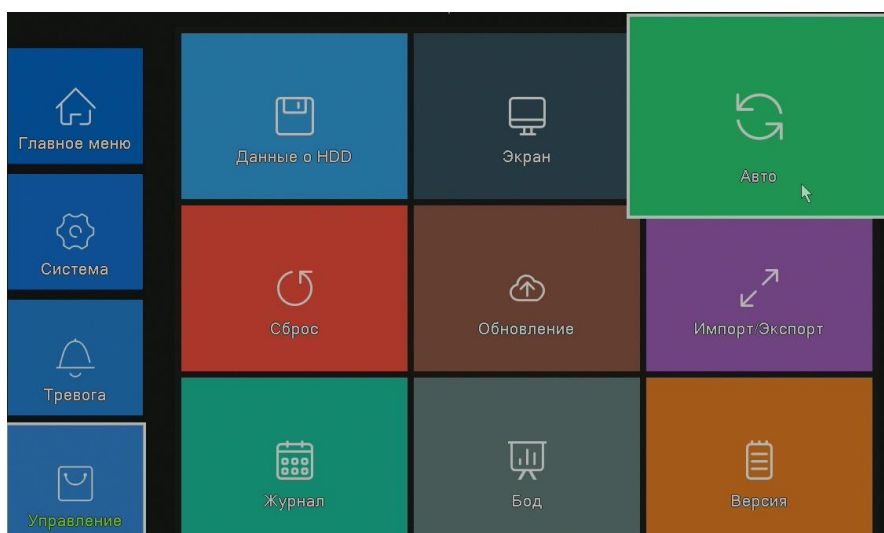 Главное меню
Система
Тревога
Управление
Данные о HDD
Экран
Авто
Сброс
Обновление
Импорт/Экспорт
Журнал
Бод
Версия